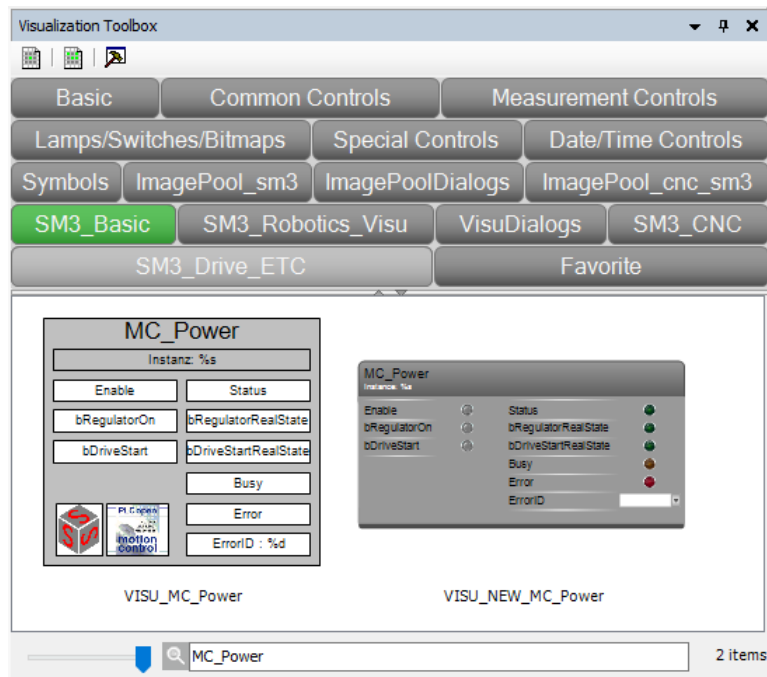 Visualization Toolbox
Basic Common Controls Measurement Controls
Lamps/Switches/Bitmaps Special Controls Date/Time Controls
Symbols ImagePool_sm3 ImagePoolDialogs ImagePool_cnc_sm3
SM3_Basic SM3_Robotics_Visu VisuDialogs SM3_CNC
SM3_Drive_ETC Favorite
MC_Power
Instanz: %s
Enable Status
bRegulatorOn bRegulatorRealState
bDriveStart bDriveStartRealState
Busy
Error
ErrorID : %d
SSS
PLCopen
motion
control
VISU_MC_Power
MC_Power
Instance: %s
Enable Status
bRegulatorOn bRegulatorRealState
bDriveStart bDriveStartRealState
Busy
Error
ErrorID
VISU_NEW_MC_Power
MC_Power 2 items